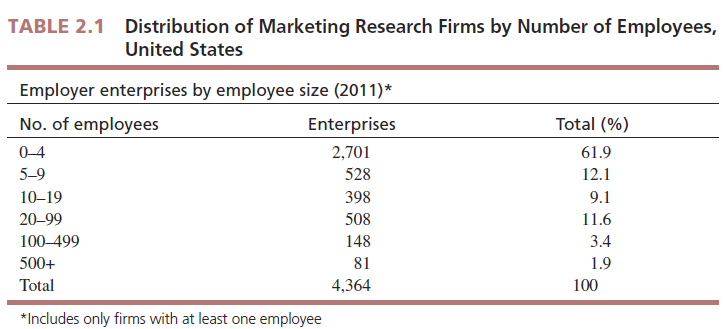 TABLE 2.1 Distribution of Marketing Research Firms by Number of Employees,
United States
Employer enterprises by employee size (2011)*
No. of employees Enterprises Total (%)
0–4 2,701 61.9
5–9 528 12.1
10–19 398 9.1
20–99 508 11.6
100–499 148 3.4
500+ 81 1.9
Total 4,364 100
*Includes only firms with at least one employee